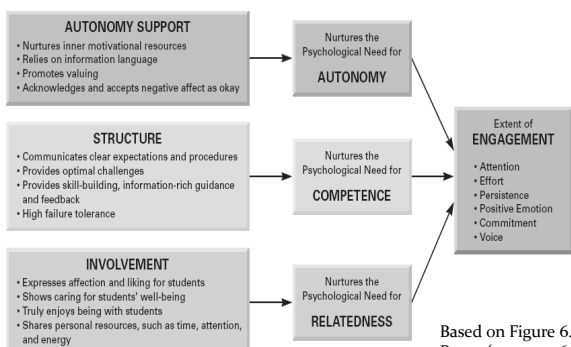 AUTONOMY SUPPORT
• Nurtures inner motivational resources
• Relies on information language
• Promotes valuing
• Acknowledges and accepts negative affect as okay
Nurtures the
Psychological Need for
AUTONOMY
STRUCTURE
• Communicates clear expectations and procedures
• Provides optimal challenges
• Provides skill-building, information-rich guidance
and feedback
• High failure tolerance
Nurtures the
Psychological Need for
COMPETENCE
INVOLVEMENT
• Expresses affection and liking for students
• Shows caring for students' well-being
• Truly enjoys being with students
• Shares personal resources, such as time, attention,
and energy
Nurtures the
Psychological Need for
RELATEDNESS
Extent of
ENGAGEMENT
• Attention
• Effort
• Persistence
• Positive Emotion
• Commitment
• Voice
Based on Figure 6.